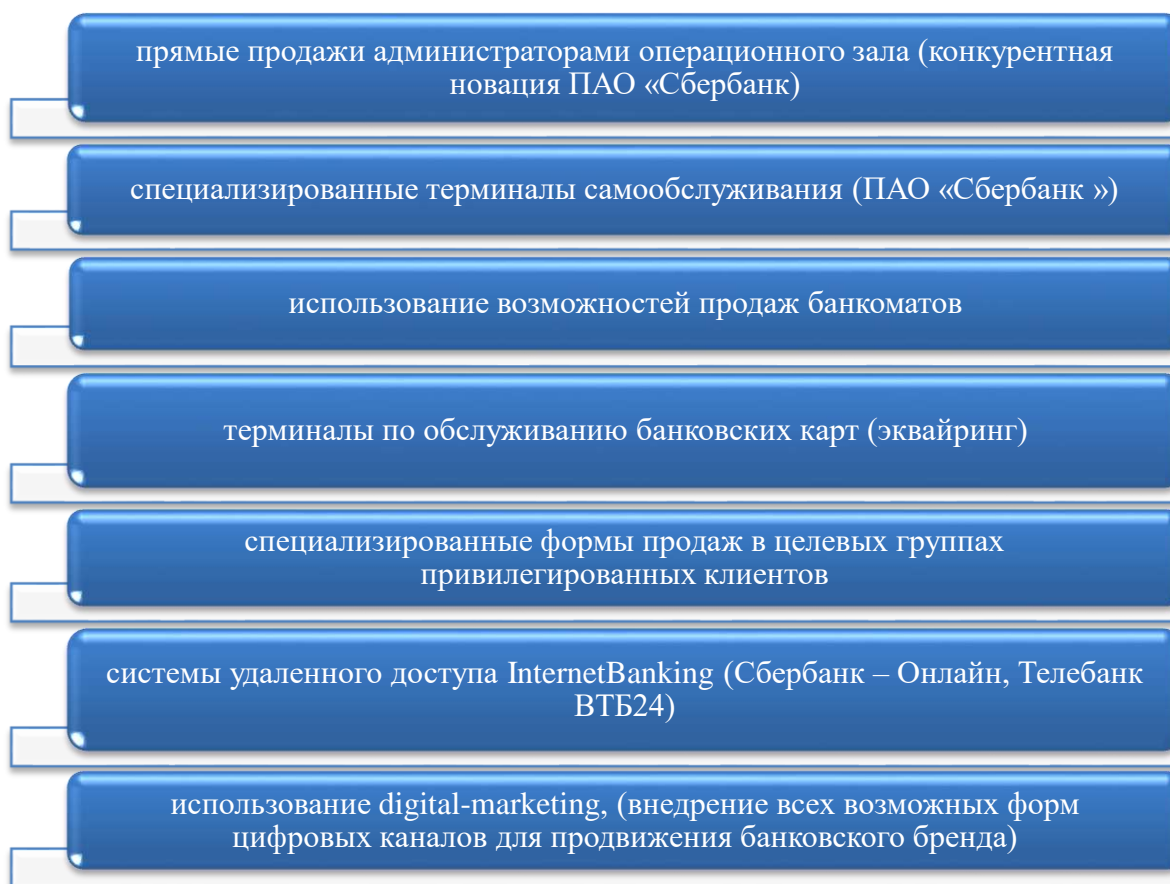 прямые продажи администраторами операционного зала (конкурентная
новация ПАО «Сбербанк)
специализированные терминалы самообслуживания (ПАО «Сбербанк »)
использование возможностей продаж банкоматов
терминалы по обслуживанию банковских карт (эквайринг)
специализированные формы продаж в целевых группах
привилегированных клиентов
системы удаленного доступа InternetBanking (Сбербанк – Онлайн, Телебанк
ВТБ24)
использование digital-marketing, (внедрение всех возможных форм
цифровых каналов для продвижения банковского бренда)